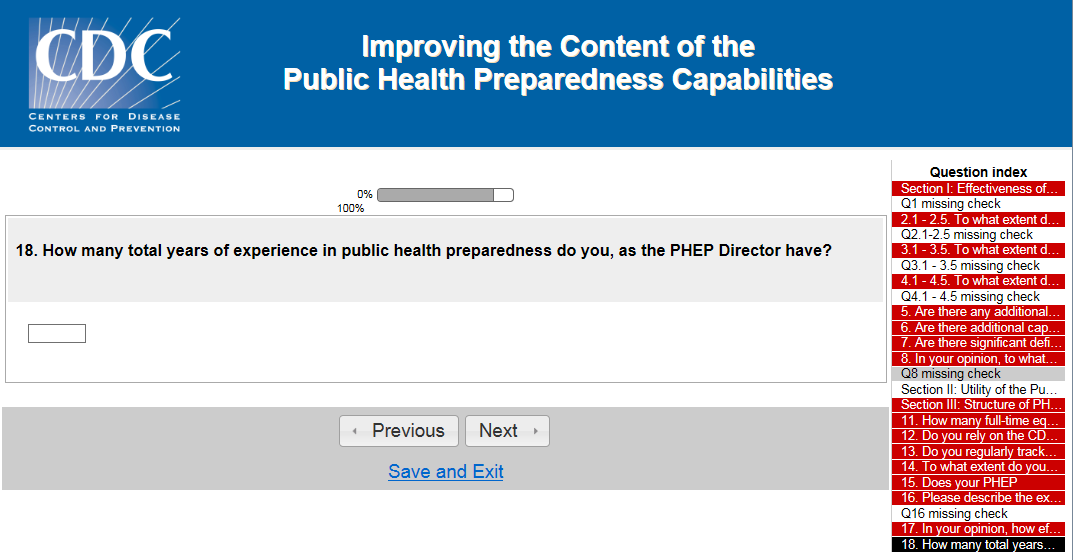 CDC
CENTERS FOR DISEASE
CONTROL AND PREVENTION
Improving the Content of the
Public Health Preparedness Capabilities
0%
100%
18. How many total years of experience in public health preparedness do you, as the PHEP Director have?
Previous
Next
Save and Exit
Question index
Section I: Effectiveness of...
Q1 missing check
2.1 - 2.5. To what extent d...
Q2.1-2.5 missing check
3.1 - 3.5. To what extent d...
Q3.1 - 3.5 missing check
4.1 - 4.5. To what extent d...
Q4.1 - 4.5 missing check
5. Are there any additional...
6. Are there additional cap...
7. Are there significant defi...
8. In your opinion, to what...
Q8 missing check
Section II: Utility of the Pu...
Section III: Structure of PH...
11. How many full-time eq...
12. Do you rely on the CD...
13. Do you regularly track...
14. To what extent do you...
15. Does your PHEP
16. Please describe the ex...
Q16 missing check
17. In your opinion, how ef...
18. How many total years...